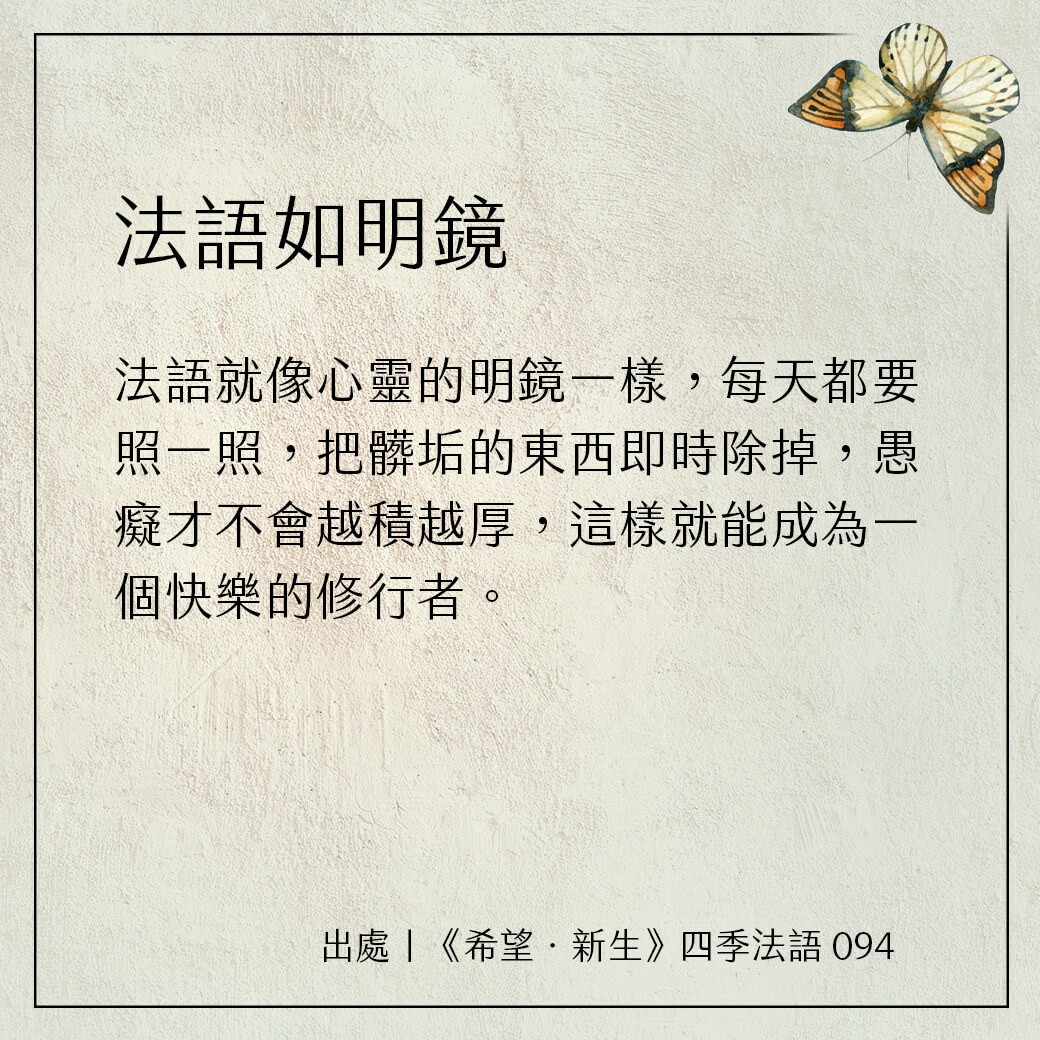 法語如明鏡
法語就像心靈的明鏡一樣，每天都要
照一照，把髒垢的東西即時除掉，愚
癡才不會越積越厚，這樣就能成為一
個快樂的修行者。
出處|《希望．新生》四季法語 094